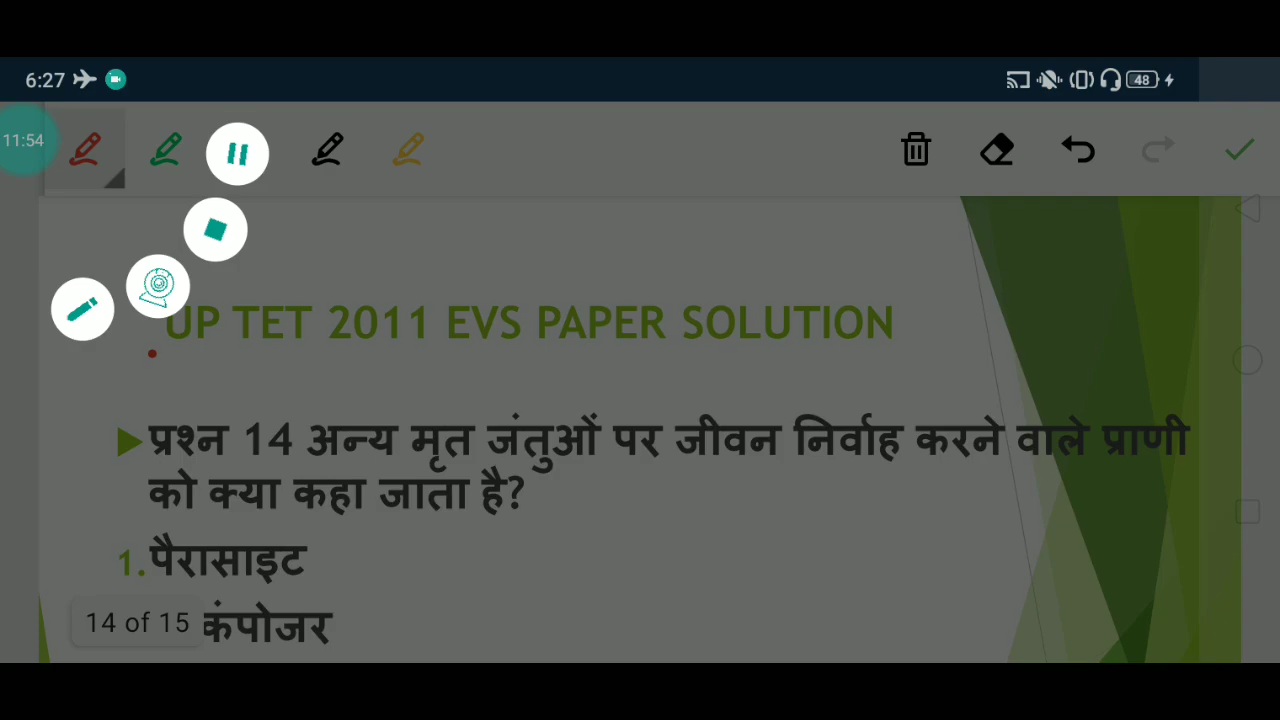 6:27
48
11:54
UP TET 2011 EVS PAPER SOLUTION
प्रश्न 14 अन्य मृत जंतुओं पर जीवन निर्वाह करने वाले प्राणी
को क्या कहा जाता है?
1. पैरासाइट
कंपोजर
14 of 15